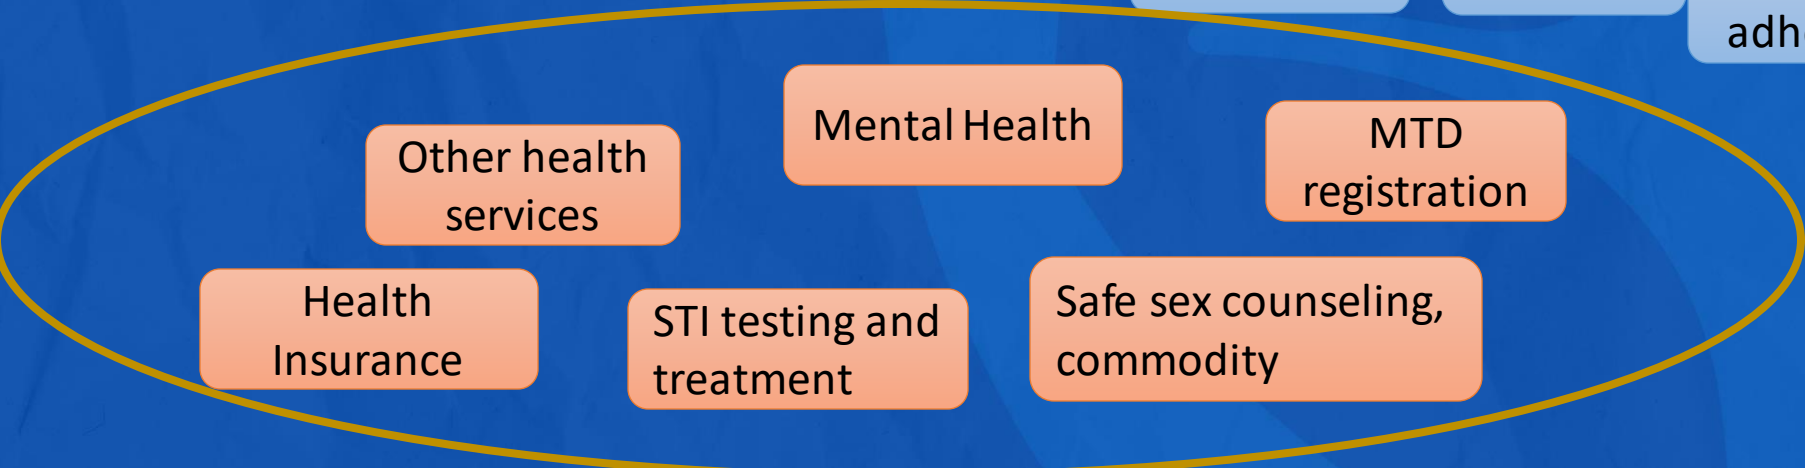 Mental Health
MTD
registration
Other health
services
Health
Insurance
STI testing and
treatment
Safe sex counseling,
commodity